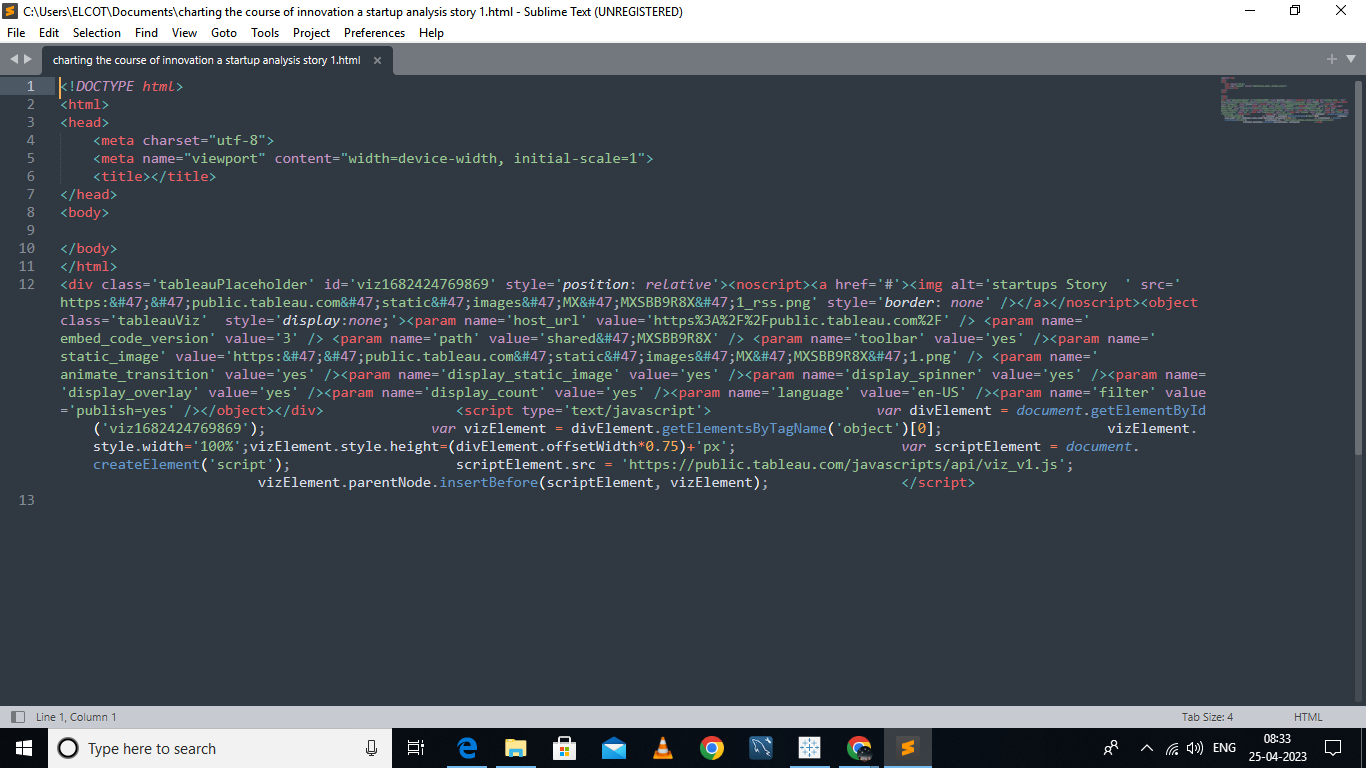 C:\Users\ELCOT\Documents\charting the course of innovation a startup analysis story 1.html - Sublime Text (UNREGISTERED)
File Edit Selection Find View Goto Tools Project Preferences Help
charting the course of innovation a startup analysis story 1.html
1 <!DOCTYPE html>
2 <html>
3 <head>
4 <meta charset="utf-8">
5 <meta name="viewport" content="width=device-width, initial-scale=1">
6 <title></title>
7 </head>
8 <body>
9
10 </body>
11 </html>
12 <div class='tableauPlaceholder' id='viz1682424769869' style='position: relative'><noscript><a href='#'><img alt='startups Story  ' src='
https:&#47;&#47;public.tableau.com&#47;static&#47;images&#47;MX&#47;MXSBB9R8X&#47;1_rss.png' style='border: none' /></a></noscript><object
class='tableauViz'  style='display:none;'><param name='host_url' value='https%3A%2F%2Fpublic.tableau.com%2F' /> <param name='
embed_code_version' value='3' /> <param name='path' value='shared&#47;MXSBB9R8X' /> <param name='toolbar' value='yes' /><param name='
static_image' value='https:&#47;&#47;public.tableau.com&#47;static&#47;images&#47;MX&#47;MXSBB9R8X&#47;1.png' /> <param name='
animate_transition' value='yes' /><param name='display_static_image' value='yes' /><param name='display_spinner' value='yes' /><param name=
'display_overlay' value='yes' /><param name='display_count' value='yes' /><param name='language' value='en-US' /><param name='filter' value
='publish=yes' /></object></div> <script type='text/javascript'> var divElement = document.getElementById
('viz1682424769869'); var vizElement = divElement.getElementsByTagName('object')[0]; vizElement.
style.width='100%';vizElement.style.height=(divElement.offsetWidth*0.75)+'px'; var scriptElement = document.
createElement('script'); scriptElement.src = 'https://public.tableau.com/javascripts/api/viz_v1.js';
vizElement.parentNode.insertBefore(scriptElement, vizElement); </script>
13
Line 1, Column 1 Tab Size: 4 HTML
Type here to search ENG 08:33
25-04-2023